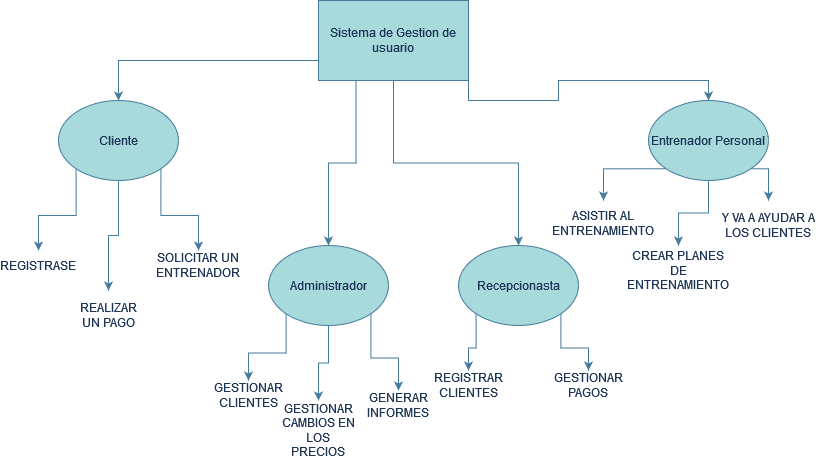 Sistema de Gestion de
usuario
Cliente
Entrenador Personal
REGISTRASE
REALIZAR
UN PAGO
SOLICITAR UN
ENTRENADOR
ASISTIR AL
ENTRENAMIENTO
CREAR PLANES
DE
ENTRENAMIENTO
Y VA A AYUDAR A
LOS CLIENTES
Administrador
Recepcionasta
GESTIONAR
CLIENTES
GESTIONAR
CAMBIOS EN
LOS
PRECIOS
GENERAR
INFORMES
REGISTRAR
CLIENTES
GESTIONAR
PAGOS